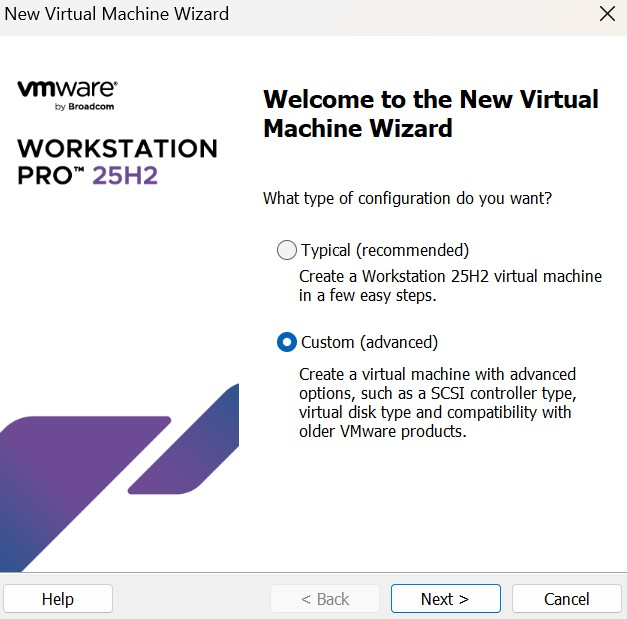 New Virtual Machine Wizard
vmware®
by Broadcom
WORKSTATION
PRO™ 25H2
Welcome to the New Virtual
Machine Wizard
What type of configuration do you want?
Typical (recommended)
Create a Workstation 25H2 virtual machine
in a few easy steps.
Custom (advanced)
Create a virtual machine with advanced
options, such as a SCSI controller type,
virtual disk type and compatibility with
older VMware products.
Help
< Back
Next >
Cancel